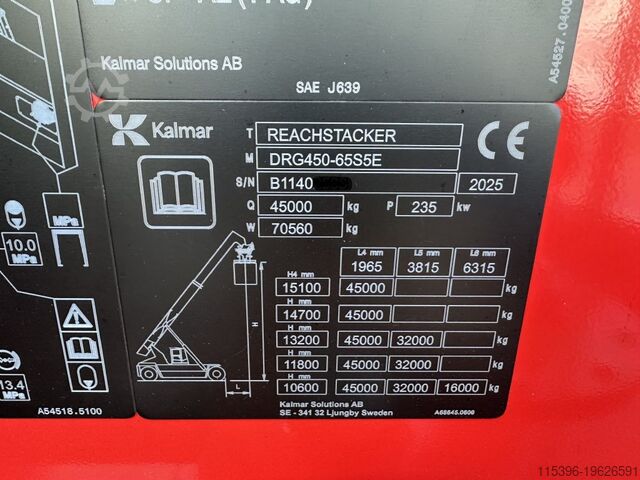 Kalmar Solutions AB
SAE J639
A54527.0400
Kalmar
T REACHSTACKER
M DRG450-65S5E
S/N B1140 2025
Q 45000 kg P 235 kw
W 70560 kg
L4 mm L5 mm L6 mm
1965 3815 6315
H4 mm
15100 45000 kg
H mm
14700 45000 kg
H mm
13200 45000 32000 kg
H mm
11800 45000 32000 kg
H mm
10600 45000 32000 16000 kg
H
L
Kalmar Solutions AB
SE - 341 32 Ljungby Sweden
A68645.0600
MPa
10.0
MPa
13.4
A54518.5100
CE
115396-19626591